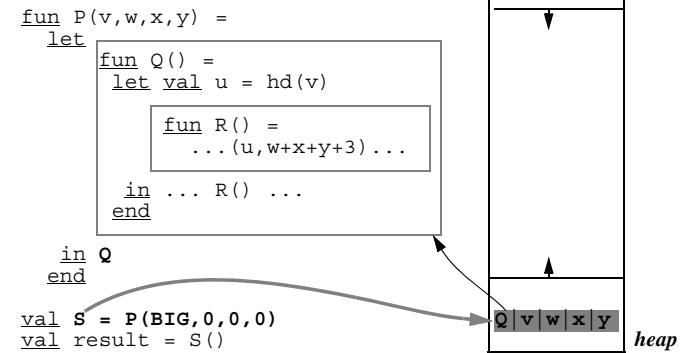 fun P(v,w,x,y) =
let
fun Q() =
let val u = hd(v)
fun R() =
...(u,w+x+y+3)...
in ... R() ...
end
in Q
end
val S = P(BIG,0,0,0)
val result = S()
Q|v|w|x|y
heap